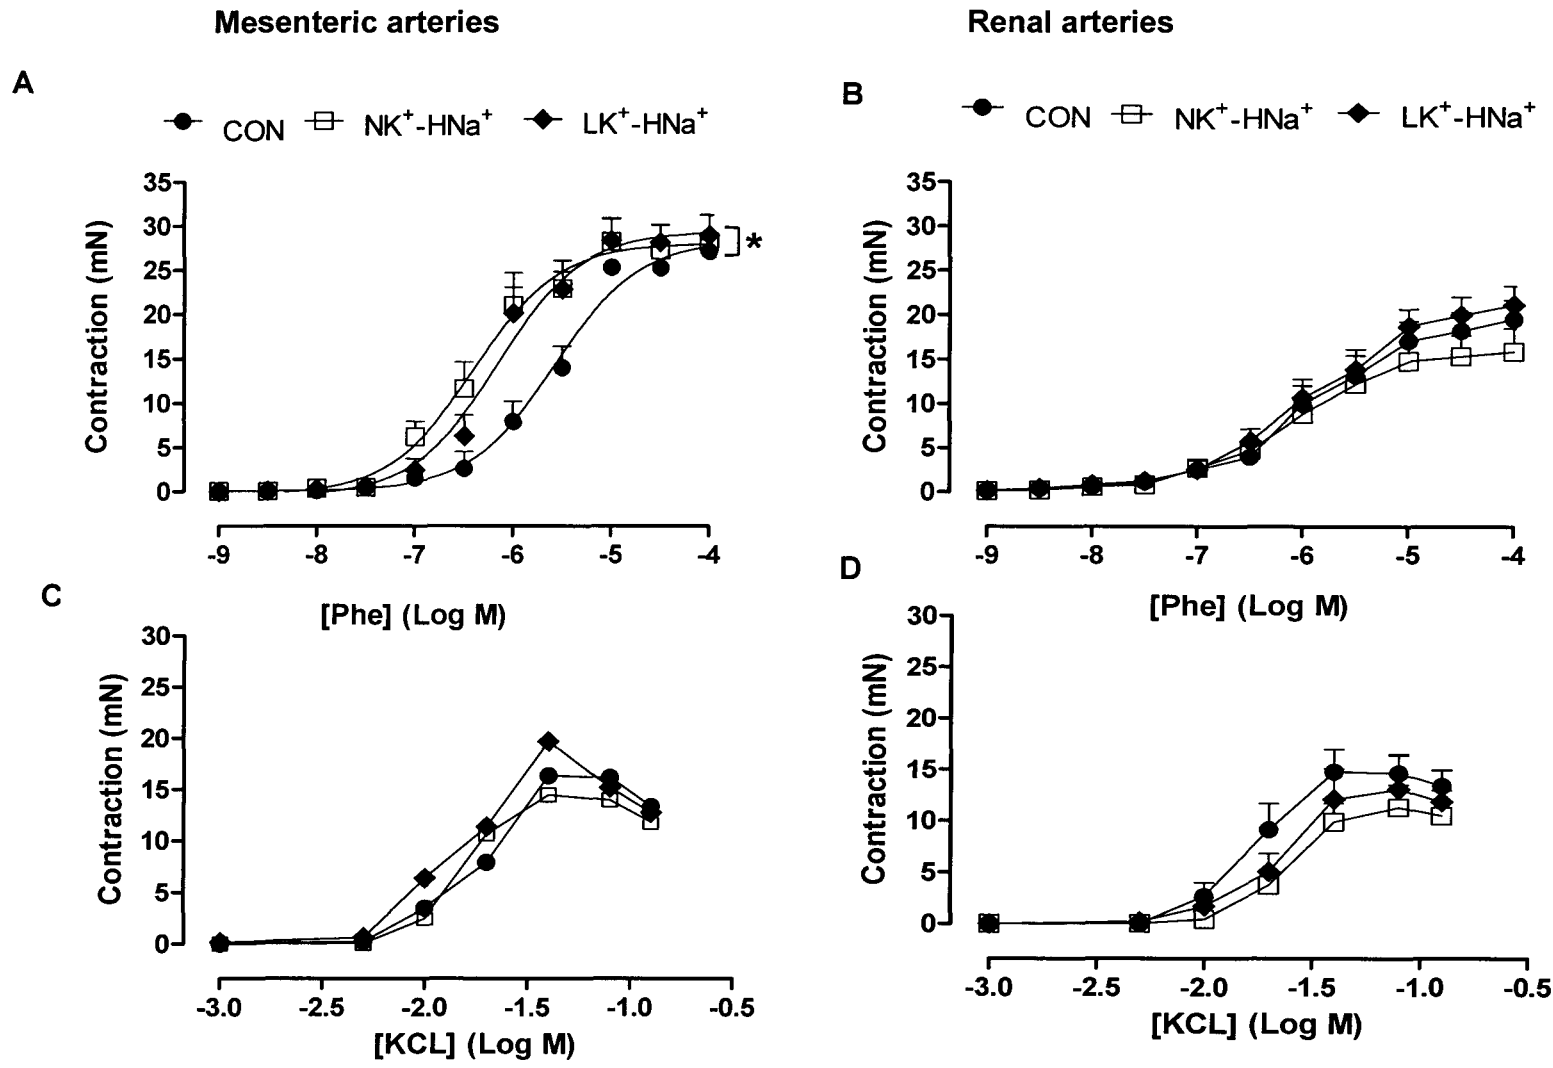 Mesenteric arteries
Renal arteries
A
CON NK⁺-HNa⁺ LK⁺-HNa⁺
35
30
25
20
15
10
5
0
Contraction (mN)
*
-9 -8 -7 -6 -5 -4
[Phe] (Log M)
B
CON NK⁺-HNa⁺ LK⁺-HNa⁺
35
30
25
20
15
10
5
0
Contraction (mN)
-9 -8 -7 -6 -5 -4
[Phe] (Log M)
C
30
25
20
15
10
5
0
Contraction (mN)
-3.0 -2.5 -2.0 -1.5 -1.0 -0.5
[KCL] (Log M)
D
30
25
20
15
10
5
0
Contraction (mN)
-3.0 -2.5 -2.0 -1.5 -1.0 -0.5
[KCL] (Log M)